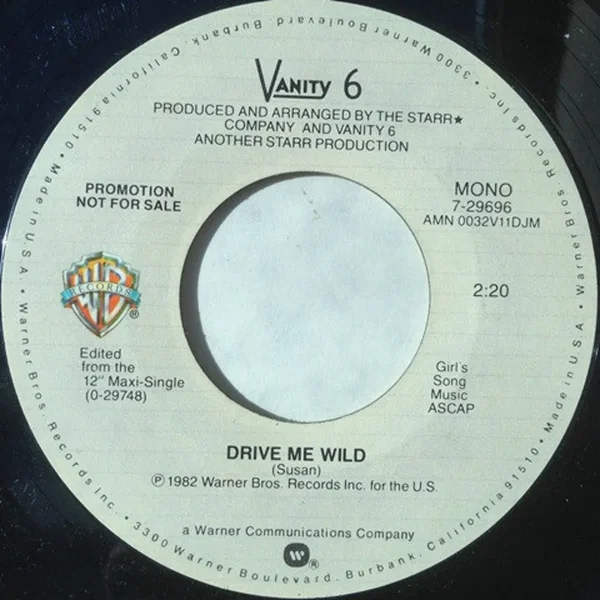 VANITY 6
PRODUCED AND ARRANGED BY THE STARR★
COMPANY AND VANITY 6
ANOTHER STARR PRODUCTION
PROMOTION
NOT FOR SALE
MONO
7-29696
AMN 0032V11DJM
WB
RECORDS
®
2:20
Edited
from the
12" Maxi-Single
(0-29748)
Girl's
Song
Music
ASCAP
DRIVE ME WILD
(Susan)
℗ 1982 Warner Bros. Records Inc. for the U.S.
a Warner Communications Company
W ®
Warner Bros. Records Inc. • 3300 Warner Boulevard, Burbank, California 91510 • Made in U.S.A. •
Warner Bros. Records Inc. • 3300 Warner Boulevard, Burbank, California 91510 • Made in U.S.A. •